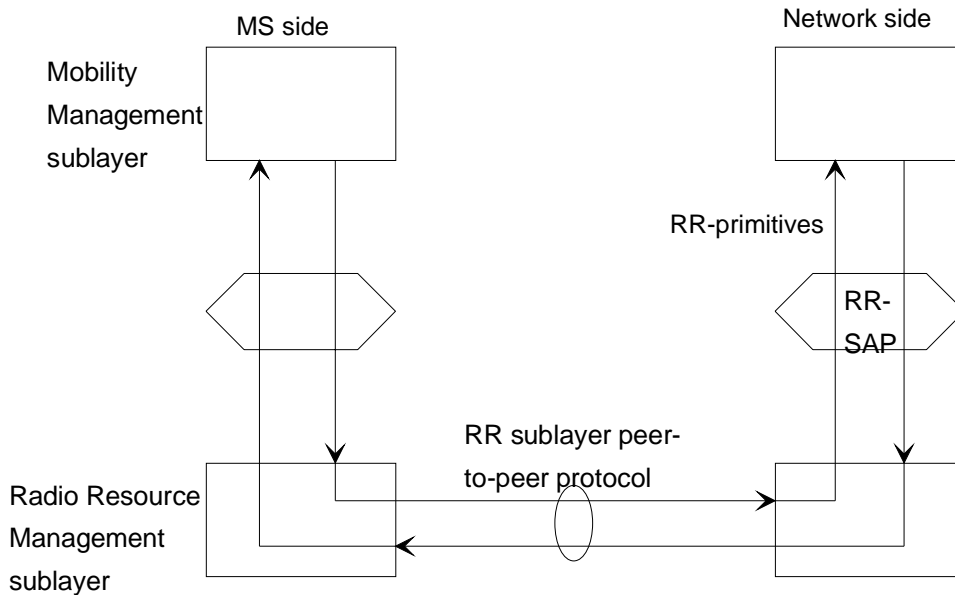 MS side
Network side
Mobility
Management
sublayer
RR-primitives
RR-
SAP
RR sublayer peer-
to-peer protocol
Radio Resource
Management
sublayer